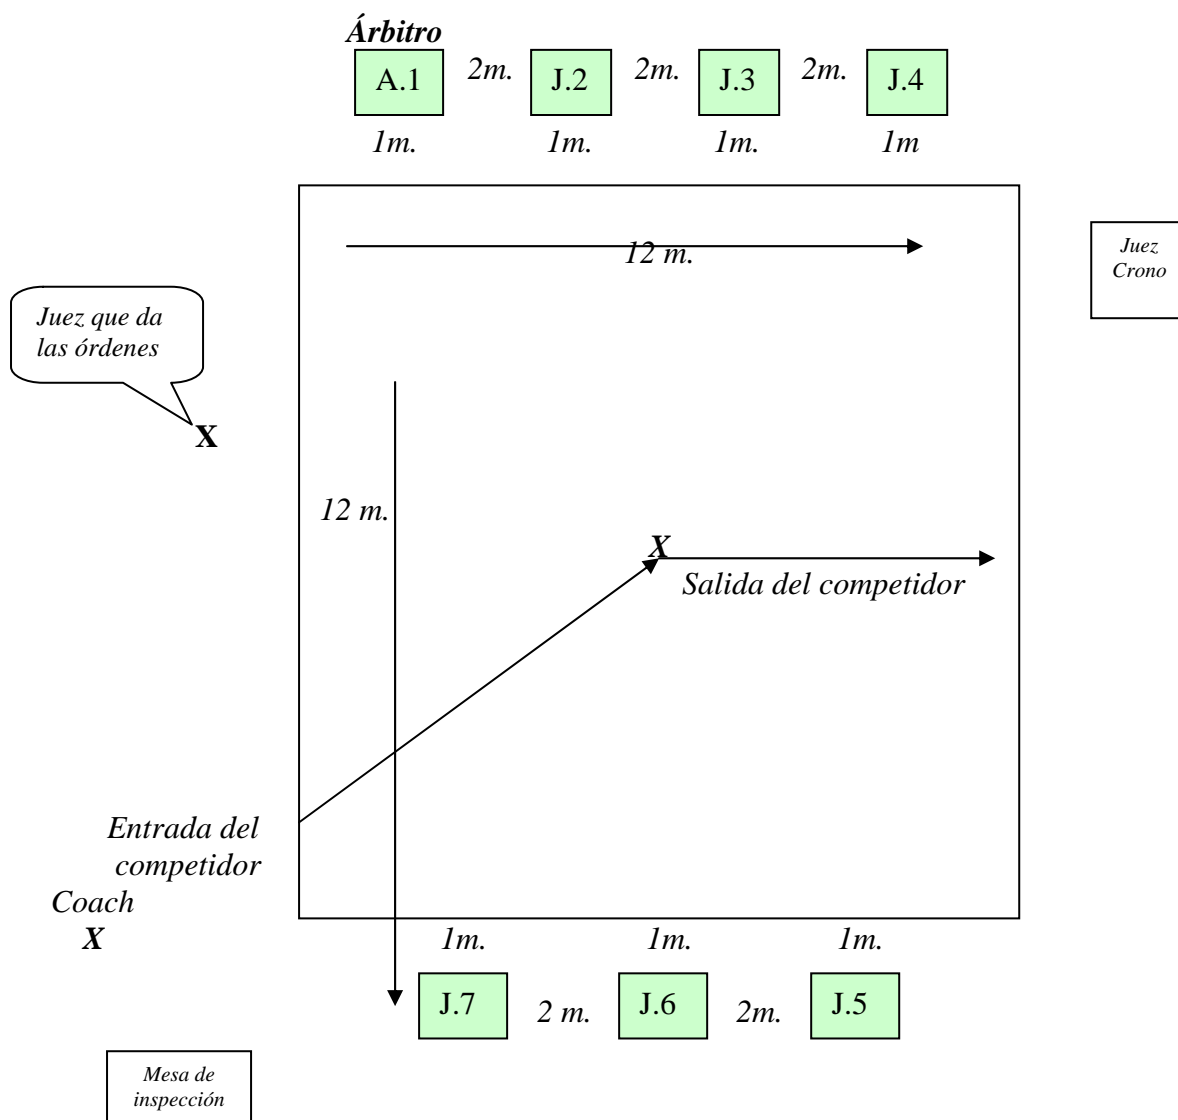 Árbitro
A.1 2m. J.2 2m. J.3 2m. J.4
1m. 1m. 1m. 1m
12 m.
Juez
Crono
Juez que da
las órdenes
X
12 m.
X
Salida del competidor
Entrada del
competidor
Coach
X
1m. 1m. 1m.
J.7 2 m. J.6 2m. J.5
Mesa de
inspección